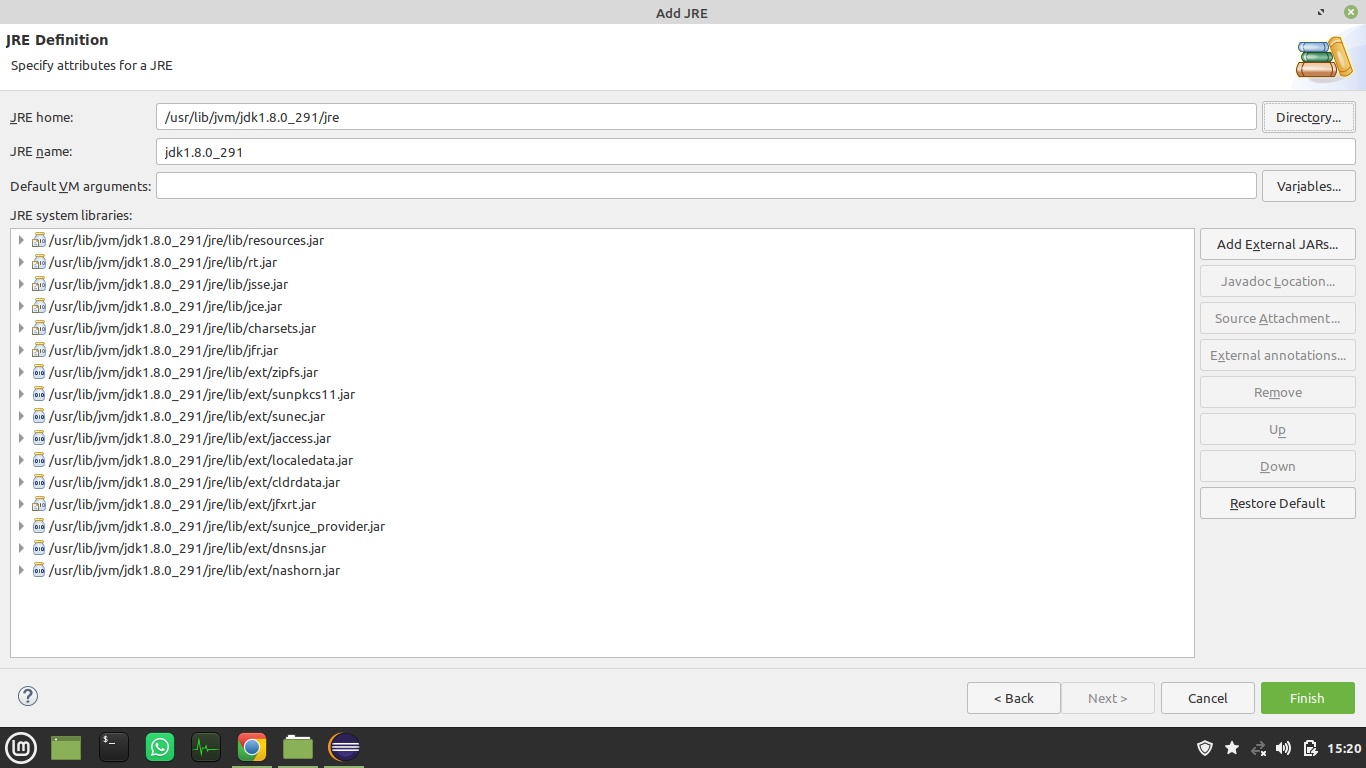 Add JRE
JRE Definition
Specify attributes for a JRE
JRE home: /usr/lib/jvm/jdk1.8.0_291/jre Directory...
JRE name: jdk1.8.0_291
Default VM arguments: Variables...
JRE system libraries:
/usr/lib/jvm/jdk1.8.0_291/jre/lib/resources.jar
/usr/lib/jvm/jdk1.8.0_291/jre/lib/rt.jar
/usr/lib/jvm/jdk1.8.0_291/jre/lib/jsse.jar
/usr/lib/jvm/jdk1.8.0_291/jre/lib/jce.jar
/usr/lib/jvm/jdk1.8.0_291/jre/lib/charsets.jar
/usr/lib/jvm/jdk1.8.0_291/jre/lib/jfr.jar
/usr/lib/jvm/jdk1.8.0_291/jre/lib/ext/zipfs.jar
/usr/lib/jvm/jdk1.8.0_291/jre/lib/ext/sunpkcs11.jar
/usr/lib/jvm/jdk1.8.0_291/jre/lib/ext/sunec.jar
/usr/lib/jvm/jdk1.8.0_291/jre/lib/ext/jaccess.jar
/usr/lib/jvm/jdk1.8.0_291/jre/lib/ext/localedata.jar
/usr/lib/jvm/jdk1.8.0_291/jre/lib/ext/cldrdata.jar
/usr/lib/jvm/jdk1.8.0_291/jre/lib/ext/jfxrt.jar
/usr/lib/jvm/jdk1.8.0_291/jre/lib/ext/sunjce_provider.jar
/usr/lib/jvm/jdk1.8.0_291/jre/lib/ext/dnsns.jar
/usr/lib/jvm/jdk1.8.0_291/jre/lib/ext/nashorn.jar
Add External JARs...
Javadoc Location...
Source Attachment...
External annotations...
Remove
Up
Down
Restore Default
< Back Next > Cancel Finish
15:20